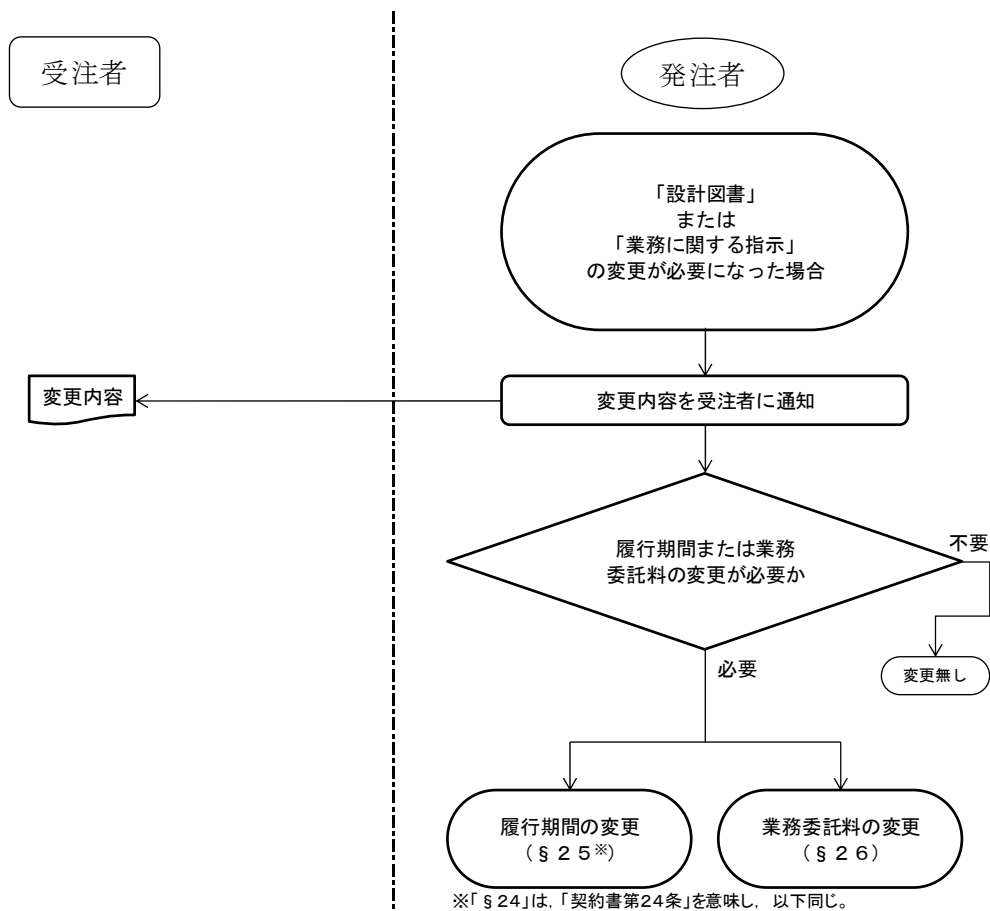 受注者
発注者
「設計図書」
または
「業務に関する指示」
の変更が必要になった場合
変更内容
変更内容を受注者に通知
履行期間または業務
委託料の変更が必要か
不要
変更無し
必要
履行期間の変更
(§25※)
業務委託料の変更
(§26)
※「§24」は,「契約書第24条」を意味し, 以下同じ。